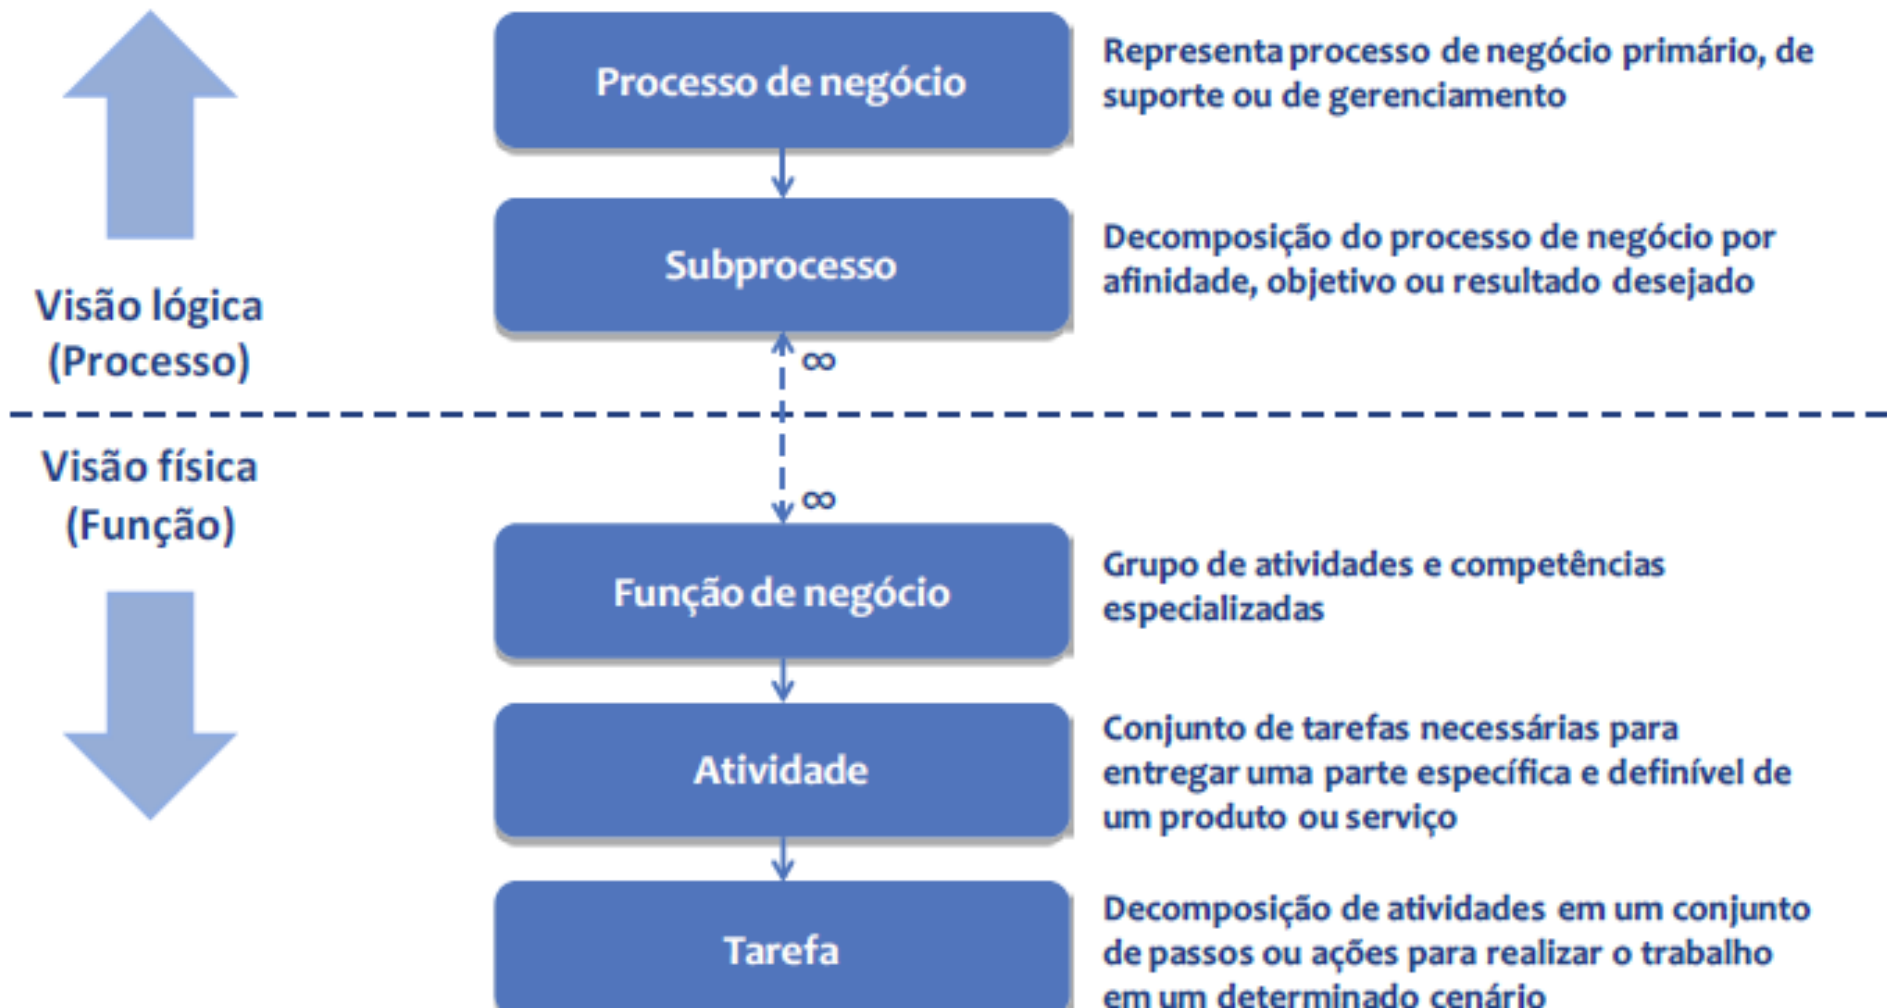 Processo de negócio
Representa processo de negócio primário, de
suporte ou de gerenciamento
Subprocesso
Decomposição do processo de negócio por
afinidade, objetivo ou resultado desejado
Visão lógica
(Processo)
∞
Visão física
(Função)
∞
Função de negócio
Grupo de atividades e competências
especializadas
Atividade
Conjunto de tarefas necessárias para
entregar uma parte específica e definível de
um produto ou serviço
Tarefa
Decomposição de atividades em um conjunto
de passos ou ações para realizar o trabalho
em um determinado cenário